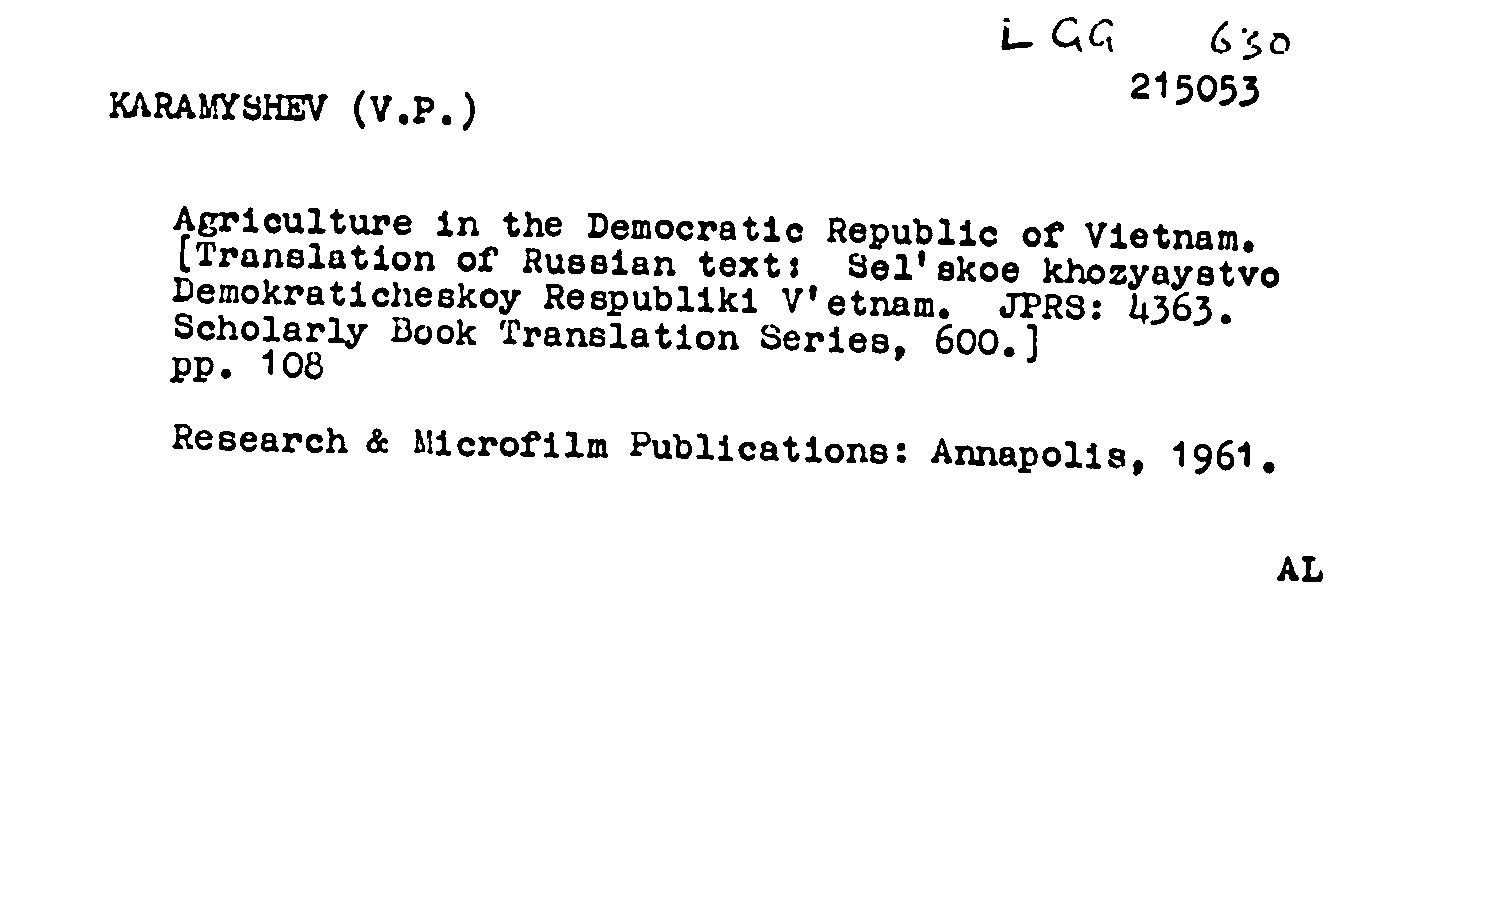 L GG 630
215053
KARAMYSHEV (V.P.)
Agriculture in the Democratic Republic of Vietnam.
[Translation of Russian text: Sel'skoe khozyaystvo
Demokraticheskoy Respubliki V'etnam. JPRS: 4363.
Scholarly Book Translation Series, 600.]
pp. 108
Research & Microfilm Publications: Annapolis, 1961.
AL